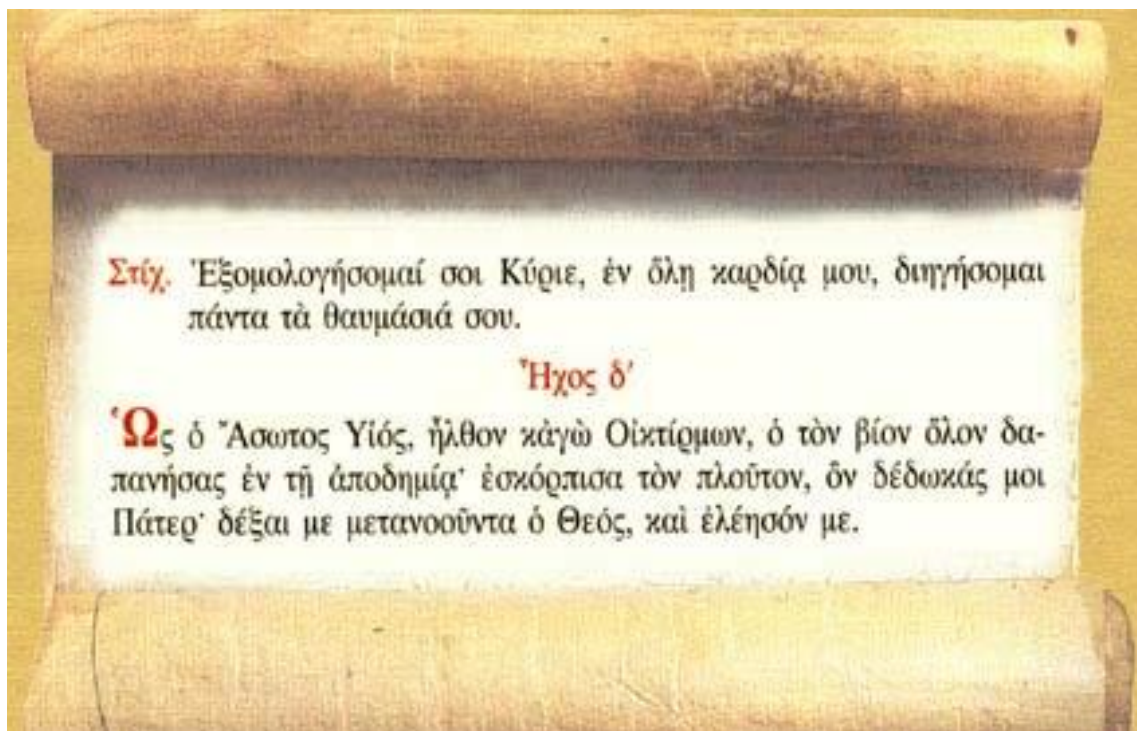 Στίχ. Ἐξομολογήσομαί σοι Κύριε, ἐν ὅλῃ καρδίᾳ μου, διηγήσομαι
πάντα τὰ θαυμάσιά σου.
Ἦχος δ'
Ὡς ὁ Ἄσωτος Υἱός, ἦλθον κἀγὼ Οἰκτίρμων, ὁ τὸν βίον ὅλον δα-
πανήσας ἐν τῇ ἀποδημίᾳ· ἐσκόρπισα τὸν πλοῦτον, ὃν δέδωκάς μοι
Πάτερ· δέξαι με μετανοοῦντα ὁ Θεός, καὶ ἐλέησόν με.